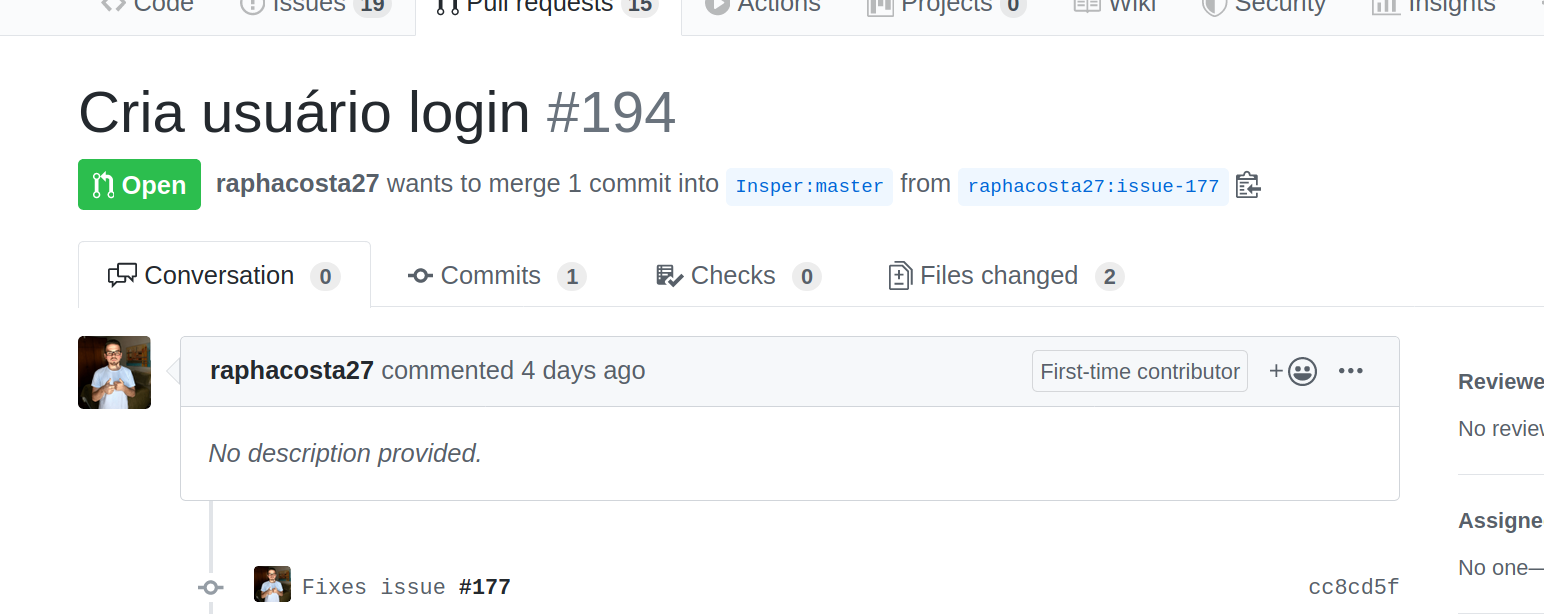 Code Issues 19 Pull requests 15 Actions Projects 0 Wiki Security Insights
Cria usuário login #194
Open raphacosta27 wants to merge 1 commit into Insper:master from raphacosta27:issue-177
Conversation 0 Commits 1 Checks 0 Files changed 2
raphacosta27 commented 4 days ago First-time contributor
Reviewe
No description provided.
No review
Assigne
No one—
Fixes issue #177 cc8cd5f